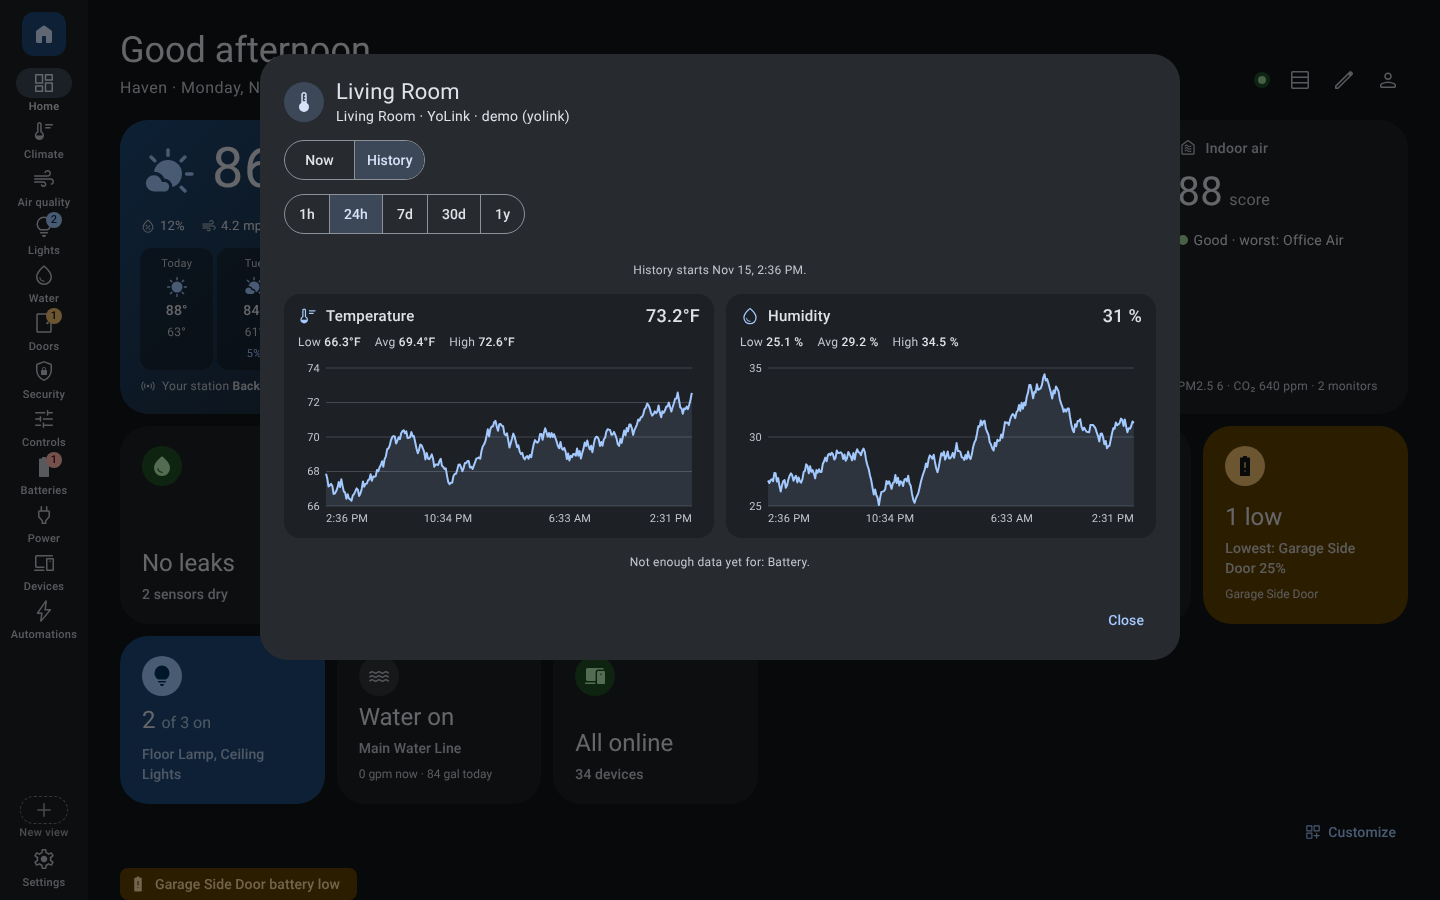 Good afternoon
Haven · Monday, N
Home
Climate
Air quality
2
Lights
Water
1
Doors
Security
Controls
1
Batteries
Power
Devices
Automations
New view
Settings
86
12%
4.2 mp
Today
88°
63°
Tue
84
61°
5%
Your station Back
Living Room
Living Room · YoLink · demo (yolink)
Now
History
1h
24h
7d
30d
1y
History starts Nov 15, 2:36 PM.
Temperature
73.2°F
Low 66.3°F Avg 69.4°F High 72.6°F
74
72
70
68
66
2:36 PM
10:34 PM
6:33 AM
2:31 PM
Humidity
31 %
Low 25.1 % Avg 29.2 % High 34.5 %
35
30
25
2:36 PM
10:34 PM
6:33 AM
2:31 PM
Not enough data yet for: Battery.
Close
Indoor air
88 score
Good · worst: Office Air
PM2.5 6 · CO₂ 640 ppm · 2 monitors
No leaks
2 sensors dry
1 low
Lowest: Garage Side
Door 25%
Garage Side Door
2 of 3 on
Floor Lamp, Ceiling
Lights
Water on
Main Water Line
0 gpm now · 84 gal today
All online
34 devices
Customize
Garage Side Door battery low